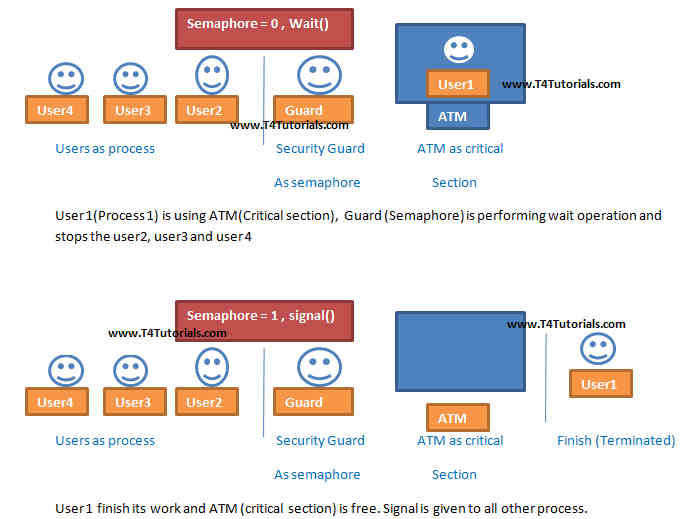 Semaphore = 0 , Wait()
User4
User3
User2
Guard
User1
ATM
www.T4Tutorials.com
www.T4Tutorials.com
Users as process
Security Guard
ATM as critical
As semaphore
Section
User1(Process1) is using ATM(Critical section), Guard (Semaphore) is performing wait operation and
stops the user2, user3 and user4
Semaphore = 1 , signal()
www.T4Tutorials.com
www.T4Tutorials.com
User4
User3
User2
Guard
ATM
User1
Users as process
Security Guard
ATM as critical
Finish (Terminated)
As semaphore
Section
User1 finish its work and ATM (critical section) is free. Signal is given to all other process.